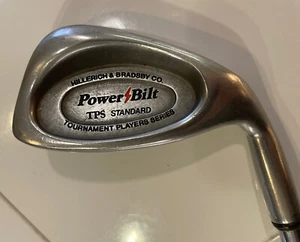 HILLERICH & BRADSBY CO.
Power Bilt
TPS STANDARD
TOURNAMENT PLAYERS SERIES